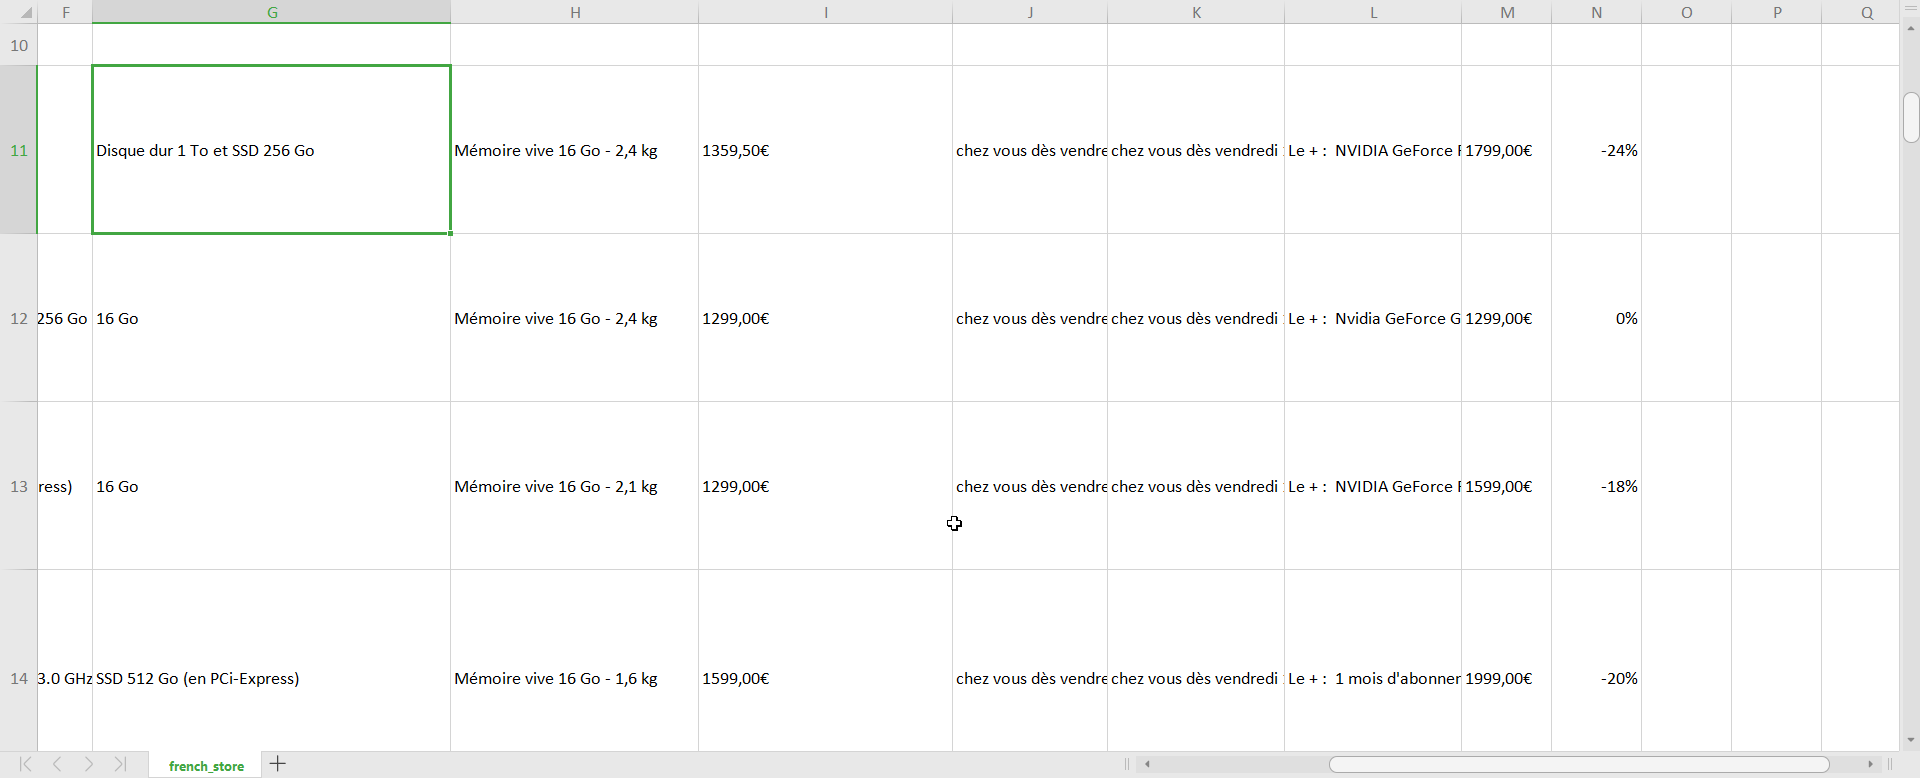 F G H I J K L M N O P Q
10
11 Disque dur 1 To et SSD 256 Go Mémoire vive 16 Go - 2,4 kg 1359,50€ chez vous dès vendre chez vous dès vendredi Le + : NVIDIA GeForce 1799,00€ -24%
12 256 Go 16 Go Mémoire vive 16 Go - 2,4 kg 1299,00€ chez vous dès vendre chez vous dès vendredi Le + : Nvidia GeForce G 1299,00€ 0%
13 ress) 16 Go Mémoire vive 16 Go - 2,1 kg 1299,00€ chez vous dès vendre chez vous dès vendredi Le + : NVIDIA GeForce 1599,00€ -18%
14 3.0 GHz SSD 512 Go (en PCi-Express) Mémoire vive 16 Go - 1,6 kg 1599,00€ chez vous dès vendre chez vous dès vendredi Le + : 1 mois d'abonner 1999,00€ -20%
french_store